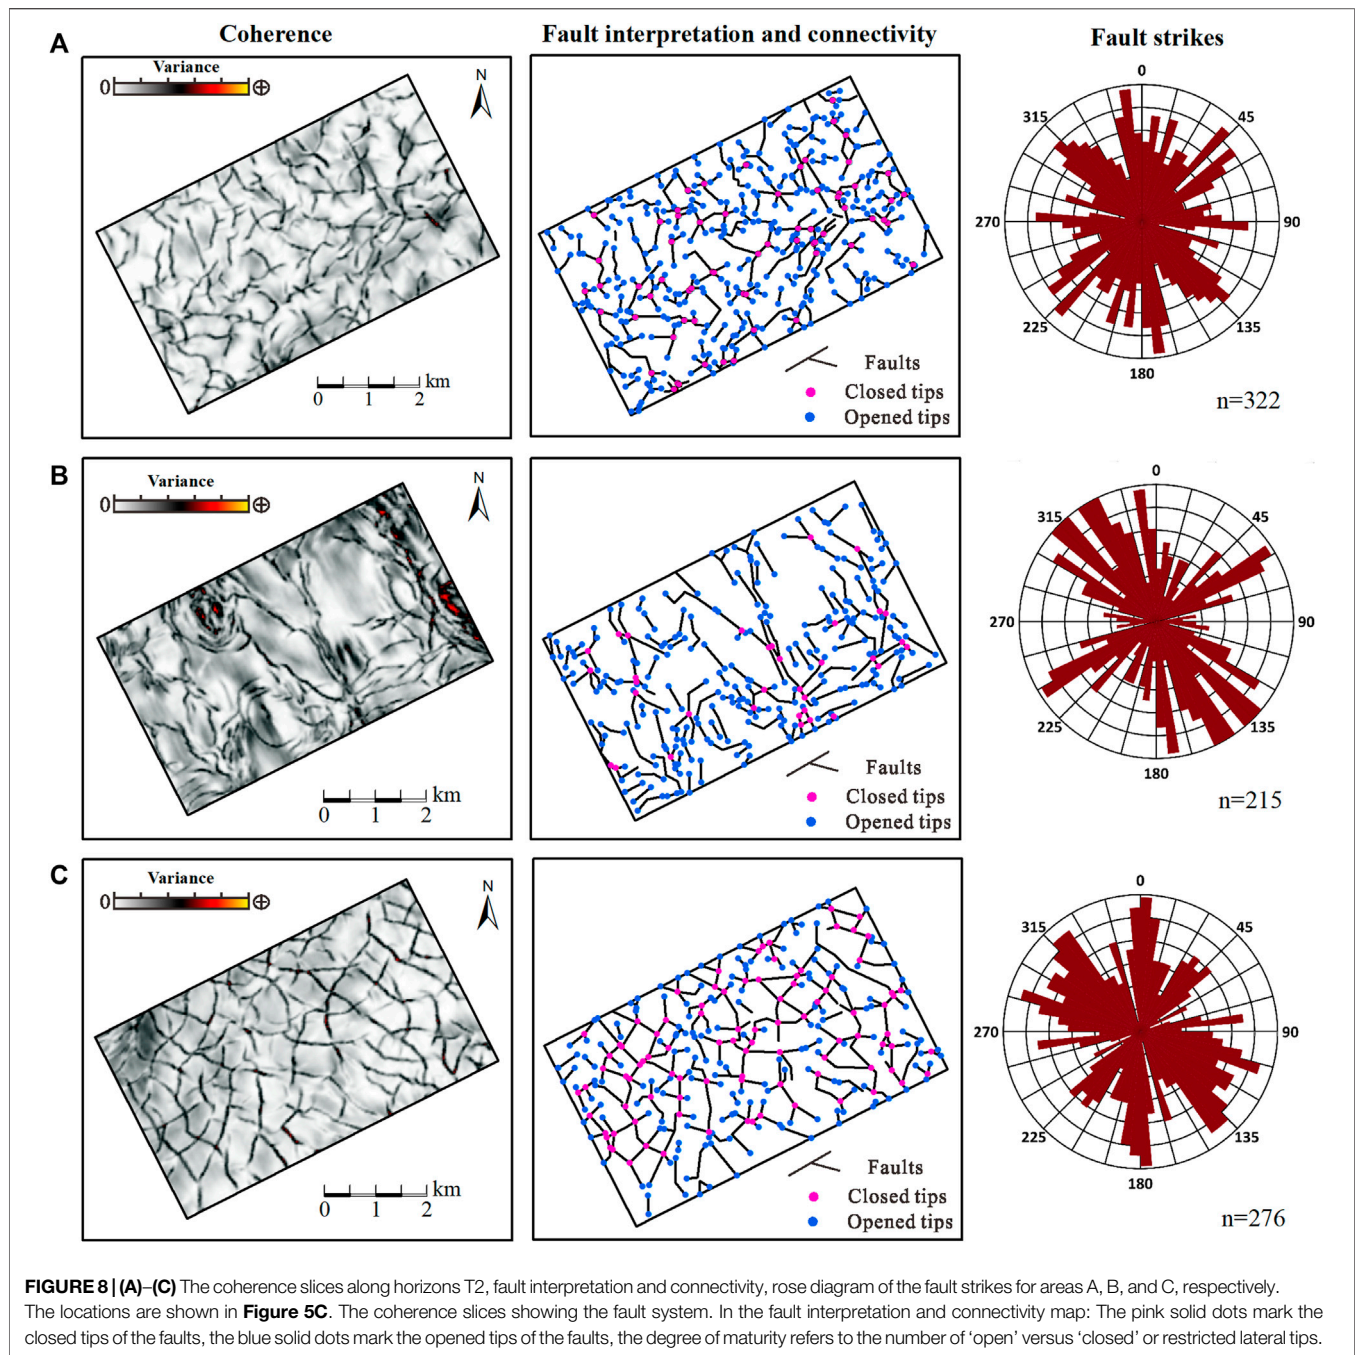 Coherence
Fault interpretation and connectivity
Fault strikes
A
Variance
0
N
km
0 1 2
Faults
Closed tips
Opened tips
0
45
90
135
180
225
270
315
n=322
B
Variance
0
N
km
0 1 2
Faults
Closed tips
Opened tips
0
45
90
135
180
225
270
315
n=215
C
Variance
0
N
km
0 1 2
Faults
Closed tips
Opened tips
0
45
90
135
180
225
270
315
n=276
FIGURE 8 | (A)–(C) The coherence slices along horizons T2, fault interpretation and connectivity, rose diagram of the fault strikes for areas A, B, and C, respectively.
The locations are shown in Figure 5C. The coherence slices showing the fault system. In the fault interpretation and connectivity map: The pink solid dots mark the
closed tips of the faults, the blue solid dots mark the opened tips of the faults, the degree of maturity refers to the number of ‘open’ versus ‘closed’ or restricted lateral tips.